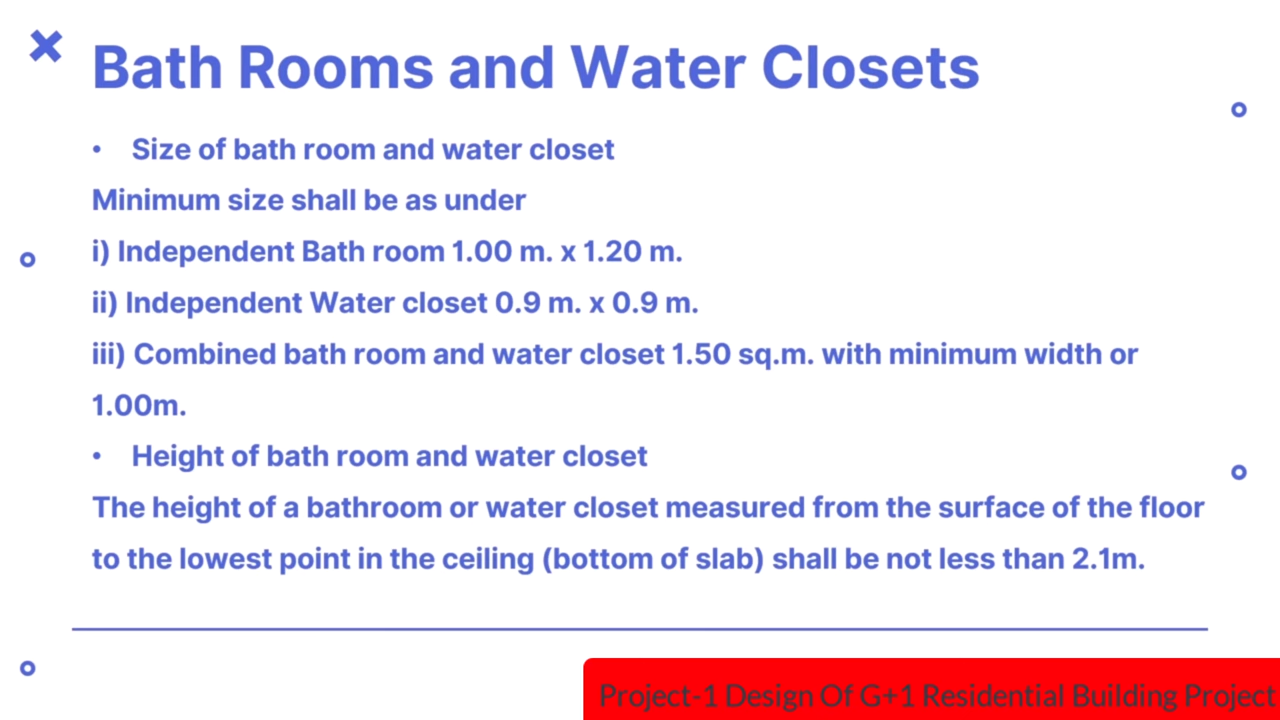 Bath Rooms and Water Closets
• Size of bath room and water closet
Minimum size shall be as under
i) Independent Bath room 1.00 m. x 1.20 m.
ii) Independent Water closet 0.9 m. x 0.9 m.
iii) Combined bath room and water closet 1.50 sq.m. with minimum width or
1.00m.
• Height of bath room and water closet
The height of a bathroom or water closet measured from the surface of the floor
to the lowest point in the ceiling (bottom of slab) shall be not less than 2.1m.
Project-1 Design Of G+1 Residential Building Project